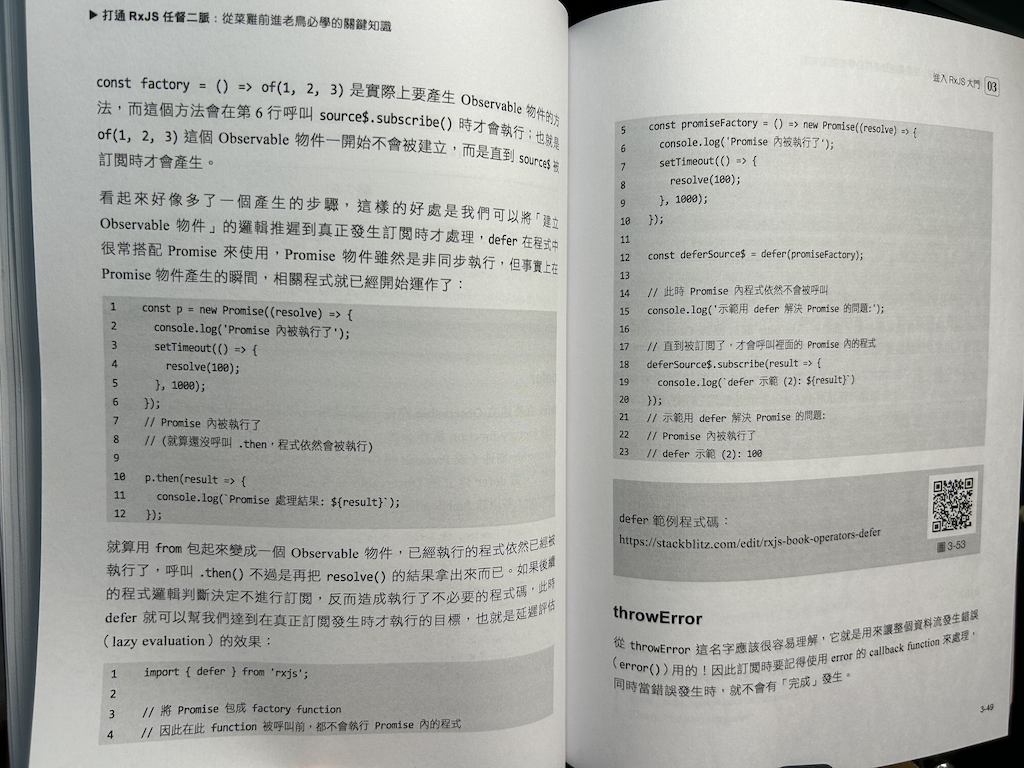 ▶ 打通 RxJS 任督二脈：從菜雞前進老鳥必學的關鍵知識
const factory = () => of(1, 2, 3) 是實際上要產生 Observable 物件的方
法，而這個方法會在第 6 行呼叫 source$.subscribe() 時才會執行；也就是
of(1, 2, 3) 這個 Observable 物件一開始不會被建立，而是直到 source$ 被
訂閱時才會產生。
看起來好像多了一個產生的步驟，這樣的好處是我們可以將「建立
Observable 物件」的邏輯推遲到真正發生訂閱時才處理，defer 在程式中
很常搭配 Promise 來使用，Promise 物件雖然是非同步執行，但事實上在
Promise 物件產生的瞬間，相關程式就已經開始運作了：
1 const p = new Promise((resolve) => {
2 console.log('Promise 內被執行了');
3 setTimeout(() => {
4 resolve(100);
5 }, 1000);
6 });
7 // Promise 內被執行了
8 // (就算還沒呼叫 .then，程式依然會被執行)
9
10 p.then(result => {
11 console.log(`Promise 處理結果: ${result}`);
12 });
就算用 from 包起來變成一個 Observable 物件，已經執行的程式依然已經被
執行了，呼叫 .then() 不過是再把 resolve() 的結果拿出來而已。如果後續
的程式邏輯判斷決定不進行訂閱，反而造成執行了不必要的程式碼，此時
defer 就可以幫我們達到在真正訂閱發生時才執行的目標，也就是延遲評估
（lazy evaluation）的效果：
1 import { defer } from 'rxjs';
2
3 // 將 Promise 包成 factory function
4 // 因此在此 function 被呼叫前，都不會執行 Promise 內的程式
進入 RxJS 大門 03
5 const promiseFactory = () => new Promise((resolve) => {
6 console.log('Promise 內被執行了');
7 setTimeout(() => {
8 resolve(100);
9 }, 1000);
10 });
11
12 const deferSource$ = defer(promiseFactory);
13
14 // 此時 Promise 內程式依然不會被呼叫
15 console.log('示範用 defer 解決 Promise 的問題:');
16
17 // 直到被訂閱了，才會呼叫裡面的 Promise 內的程式
18 deferSource$.subscribe(result => {
19 console.log(`defer 示範 (2): ${result}`)
20 });
21 // 示範用 defer 解決 Promise 的問題:
22 // Promise 內被執行了
23 // defer 示範 (2): 100
defer 範例程式碼：
https://stackblitz.com/edit/rxjs-book-operators-defer
圖 3-53
throwError
從 throwError 這名字應該很容易理解，它就是用來讓整個資料流發生錯誤
（error()）用的！因此訂閱時要記得使用 error 的 callback function 來處理，
同時當錯誤發生時，就不會有「完成」發生。
3-49